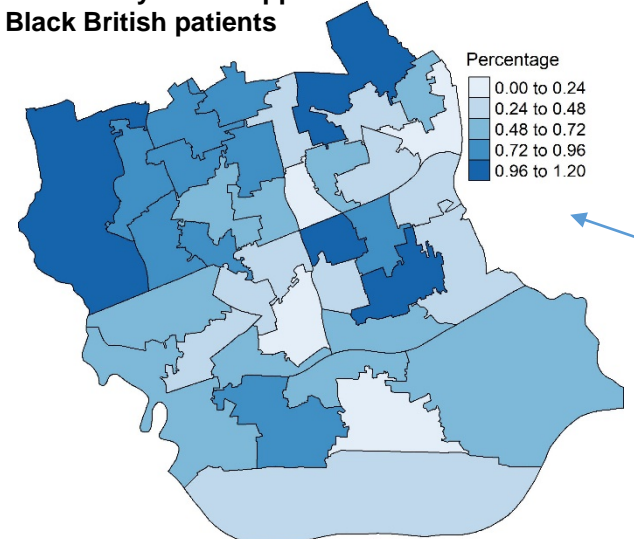 Black British patients
Percentage
0.00 to 0.24
0.24 to 0.48
0.48 to 0.72
0.72 to 0.96
0.96 to 1.20